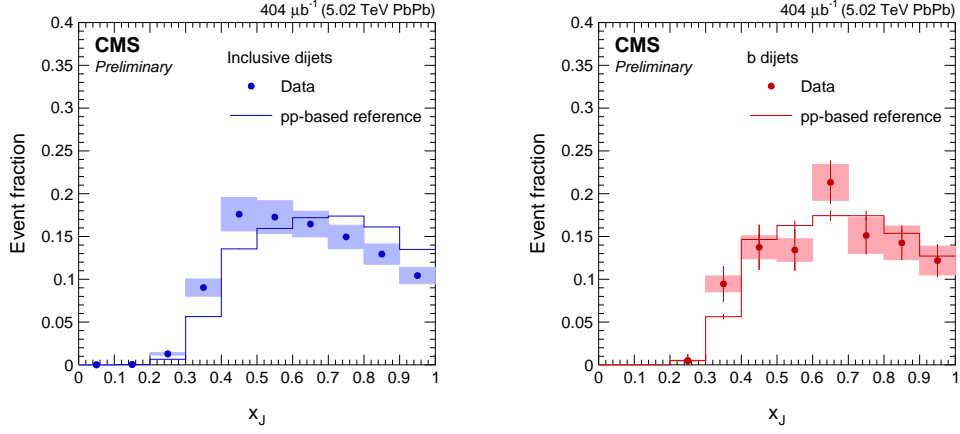 404 μb⁻¹ (5.02 TeV PbPb)
CMS
Preliminary
Inclusive dijets
Data
pp-based reference
Event fraction
0.4
0.35
0.3
0.25
0.2
0.15
0.1
0.05
0
0 0.1 0.2 0.3 0.4 0.5 0.6 0.7 0.8 0.9 1
x_J
404 μb⁻¹ (5.02 TeV PbPb)
CMS
Preliminary
b dijets
Data
pp-based reference
Event fraction
0.4
0.35
0.3
0.25
0.2
0.15
0.1
0.05
0
0 0.1 0.2 0.3 0.4 0.5 0.6 0.7 0.8 0.9 1
x_J